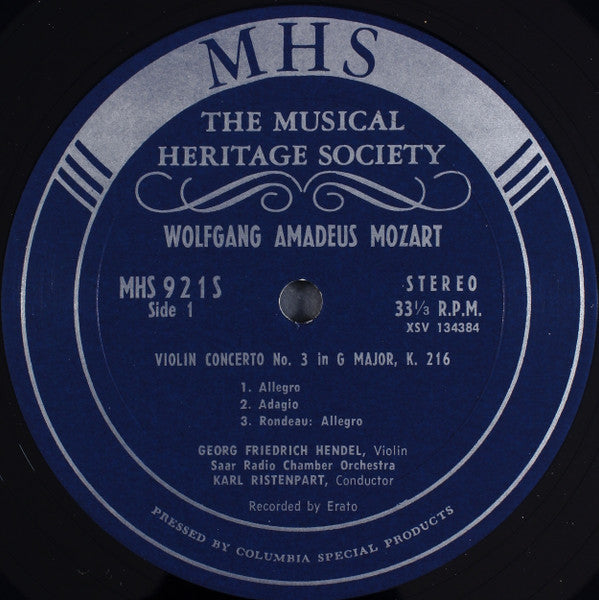 MHS
THE MUSICAL
HERITAGE SOCIETY
WOLFGANG AMADEUS MOZART
MHS 921S
Side 1
STEREO
33 1/3 R.P.M.
XSV 134384
VIOLIN CONCERTO No. 3 in G MAJOR, K. 216
1. Allegro
2. Adagio
3. Rondeau: Allegro
GEORG FRIEDRICH HENDEL, Violin
Saar Radio Chamber Orchestra
KARL RISTENPART, Conductor
Recorded by Erato
PRESSED BY COLUMBIA SPECIAL PRODUCTS